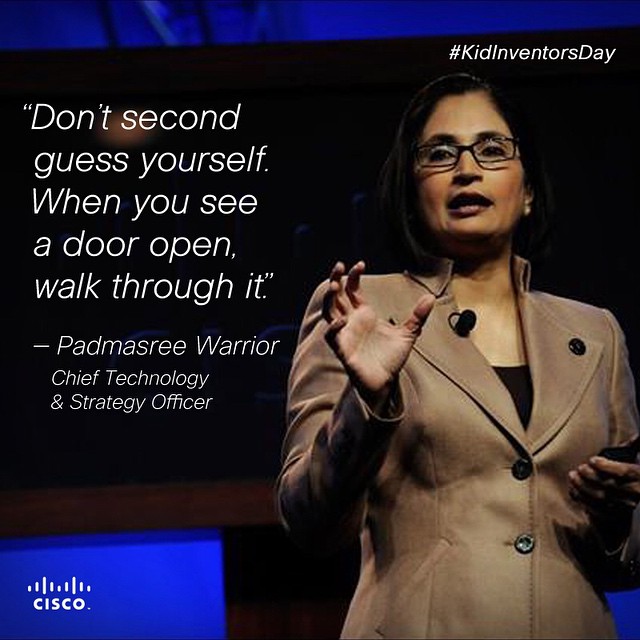 #KidInventorsDay
“Don’t second
guess yourself.
When you see
a door open,
walk through it.”
– Padmasree Warrior
Chief Technology
& Strategy Officer
CISCO™